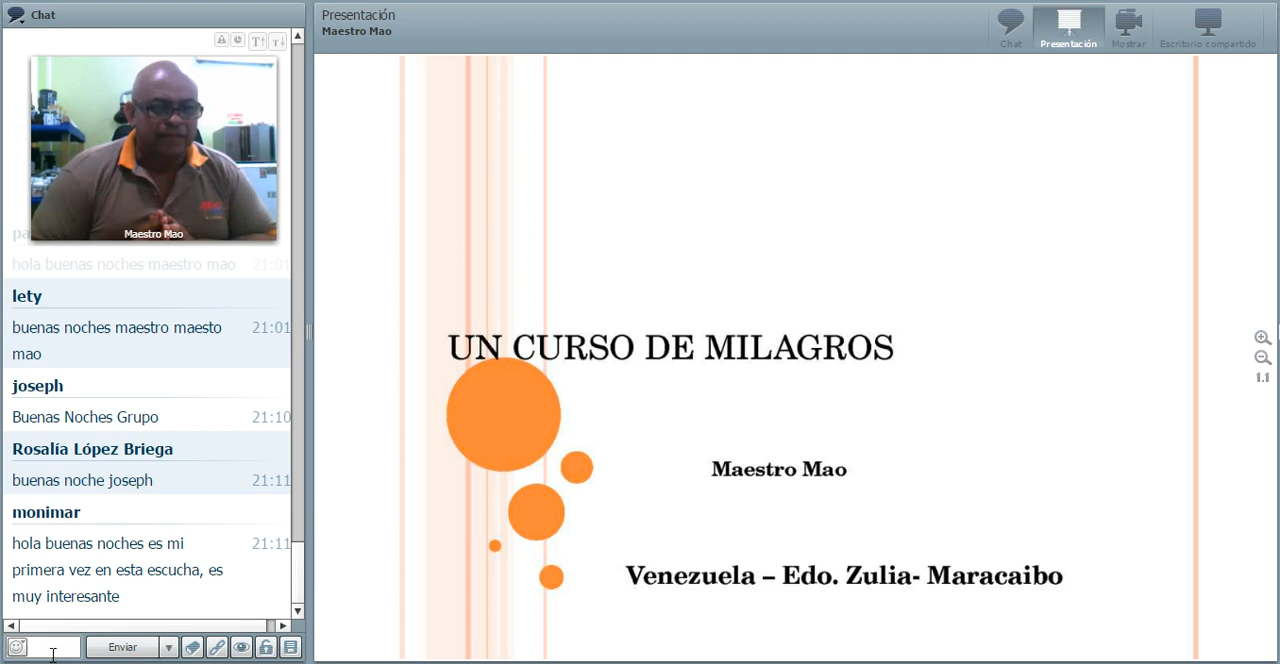 Chat
Maestro Mao
pa
hola buenas noches maestro mao 21:01
lety
buenas noches maestro maesto 21:01
mao
joseph
Buenas Noches Grupo 21:10
Rosalía López Briega
buenas noche joseph 21:11
monimar
hola buenas noches es mi 21:11
primera vez en esta escucha, es
muy interesante
Enviar
Presentación
Maestro Mao
Chat
Presentación
Mostrar
Escritorio compartido
UN CURSO DE MILAGROS
Maestro Mao
Venezuela – Edo. Zulia- Maracaibo
1.1